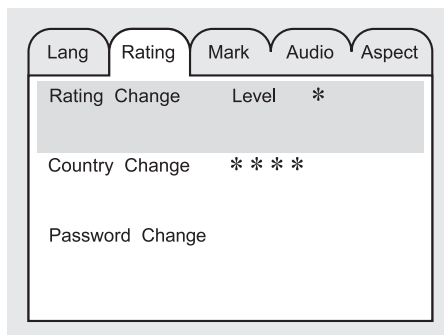 Lang Rating Mark Audio Aspect
Rating Change Level *
Country Change ****
Password Change